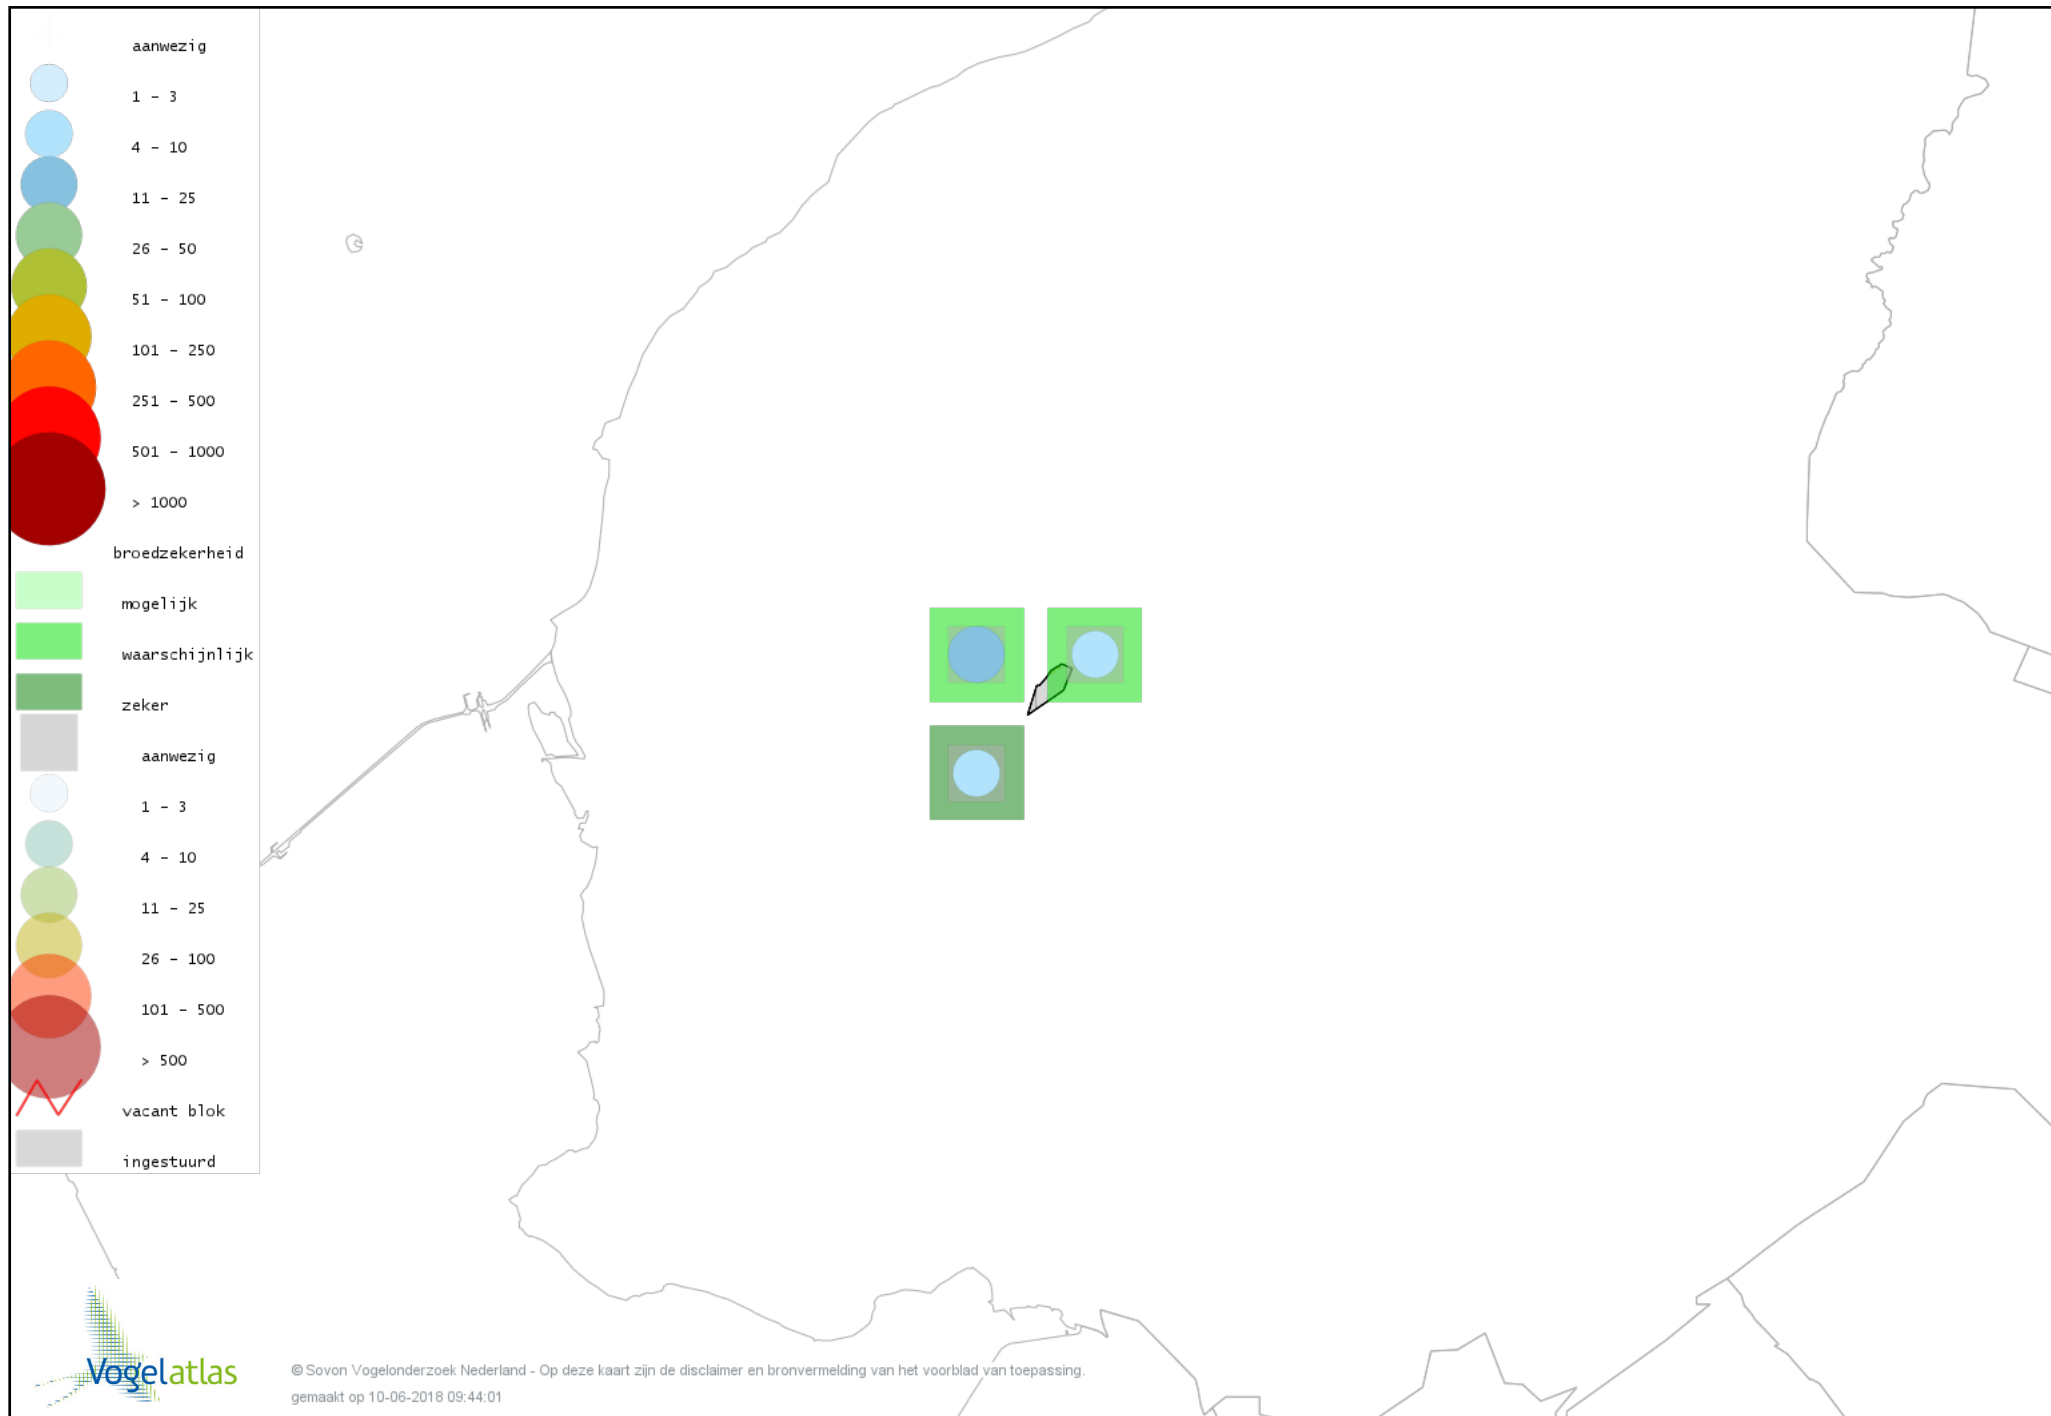 aanwezig
1 - 3
4 - 10
11 - 25
26 - 50
51 - 100
101 - 250
251 - 500
501 - 1000
> 1000
broedzekerheid
mogelijk
waarschijnlijk
zeker
aanwezig
1 - 3
4 - 10
11 - 25
26 - 100
101 - 500
> 500
vacant blok
ingestuurd
Vogelatlas
© Sovon Vogelonderzoek Nederland - Op deze kaart zijn de disclaimer en bronvermelding van het voorblad van toepassing.
gemaakt op 10-06-2018 09:44:01